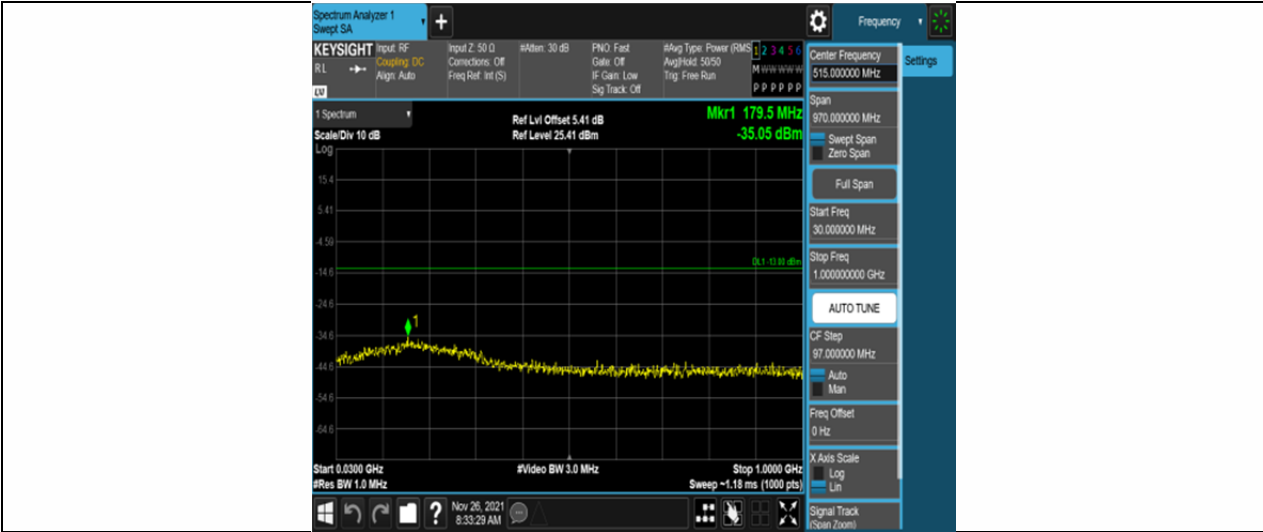 Spectrum Analyzer 1
Swept SA
+
Frequency
KEYSIGHT
RL
LV
Input: RF
Coupling: DC
Align: Auto
Input Z: 50 Ω
Corrections: Off
Freq Ref: Int (S)
#Atten: 30 dB
PNO: Fast
Gate: Off
IF Gain: Low
Sig Track: Off
#Avg Type: Power (RMS
Avg|Hold: 50/50
Trig: Free Run
1 2 3 4 5 6
M W W W W W
P P P P P P
Center Frequency
515.000000 MHz
Settings
Span
970.000000 MHz
Swept Span
Zero Span
Full Span
Start Freq
30.000000 MHz
Stop Freq
1.000000000 GHz
AUTO TUNE
CF Step
97.000000 MHz
Auto
Man
Freq Offset
0 Hz
X Axis Scale
Log
Lin
Signal Track
(Span Zoom)
1 Spectrum
Scale/Div 10 dB
Ref Lvl Offset 5.41 dB
Ref Level 25.41 dBm
Mkr1 179.5 MHz
-35.05 dBm
Log
15.4
5.41
-4.59
DL1 -13.00 dBm
-14.6
-24.6
1
-34.6
-44.6
-54.6
-64.6
Start 0.0300 GHz
#Res BW 1.0 MHz
#Video BW 3.0 MHz
Stop 1.0000 GHz
Sweep ~1.18 ms (1000 pts)
?
Nov 26, 2021
8:33:29 AM